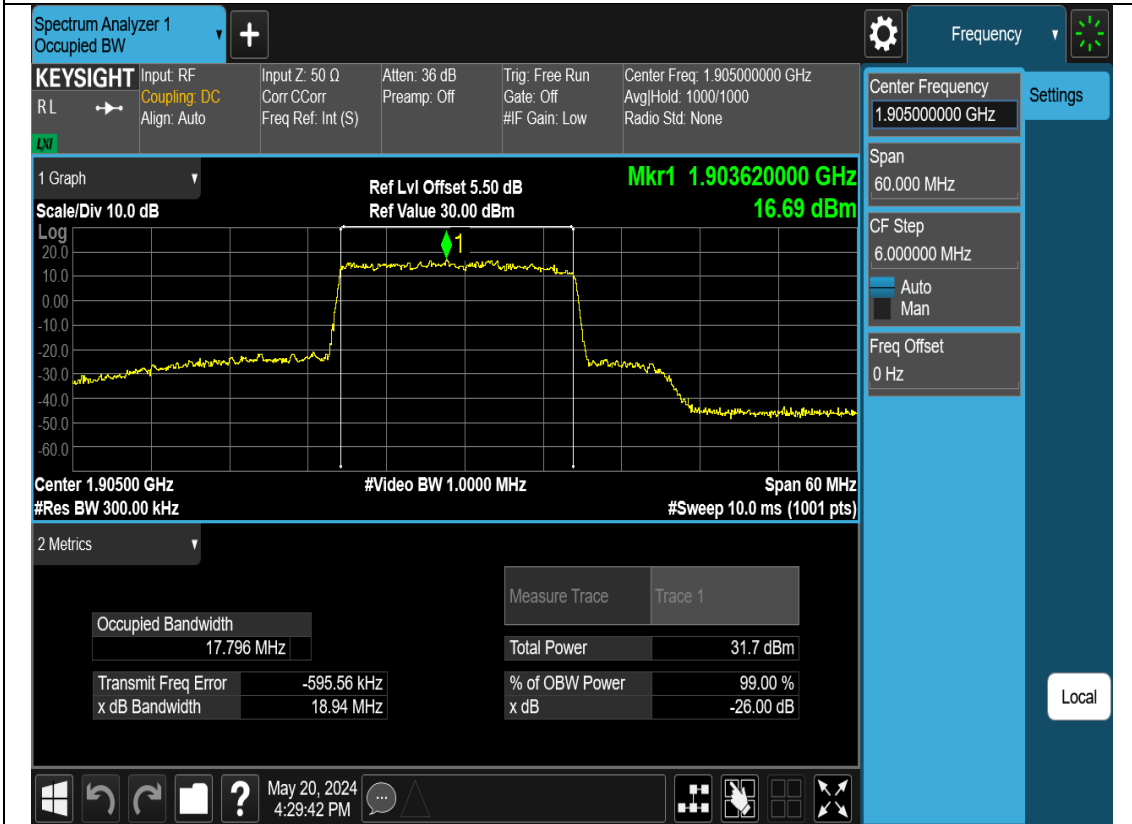 Spectrum Analyzer 1
Occupied BW
+
Frequency
KEYSIGHT
RL
LXI
Input: RF
Coupling: DC
Align: Auto
Input Z: 50 Ω
Corr CCorr
Freq Ref: Int (S)
Atten: 36 dB
Preamp: Off
Trig: Free Run
Gate: Off
#IF Gain: Low
Center Freq: 1.905000000 GHz
Avg|Hold: 1000/1000
Radio Std: None
Center Frequency
1.905000000 GHz
Settings
Span
60.000 MHz
CF Step
6.000000 MHz
Auto
Man
Freq Offset
0 Hz
Local
1 Graph
Scale/Div 10.0 dB
Ref Lvl Offset 5.50 dB
Ref Value 30.00 dBm
Mkr1 1.903620000 GHz
16.69 dBm
Log
1
20.0
10.0
0.00
-10.0
-20.0
-30.0
-40.0
-50.0
-60.0
Center 1.90500 GHz
#Video BW 1.0000 MHz
Span 60 MHz
#Res BW 300.00 kHz
#Sweep 10.0 ms (1001 pts)
2 Metrics
Measure Trace Trace 1
Occupied Bandwidth
17.796 MHz
Total Power 31.7 dBm
Transmit Freq Error -595.56 kHz
% of OBW Power 99.00 %
x dB Bandwidth 18.94 MHz
x dB -26.00 dB
?
May 20, 2024
4:29:42 PM